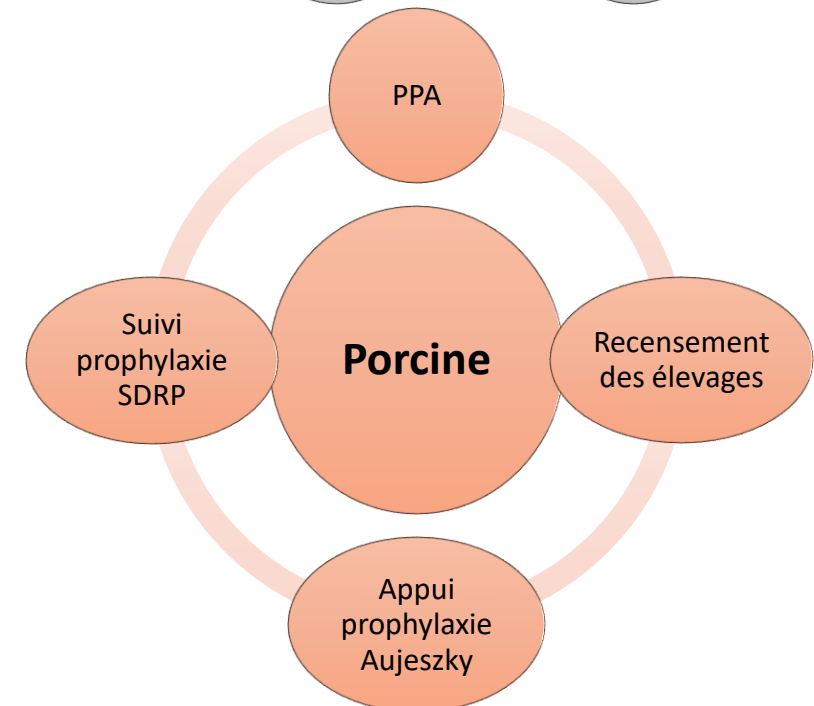 PPA
Suivi
prophylaxie
SDRP
Porcine
Recensement
des élevages
Appui
prophylaxie
Aujeszky